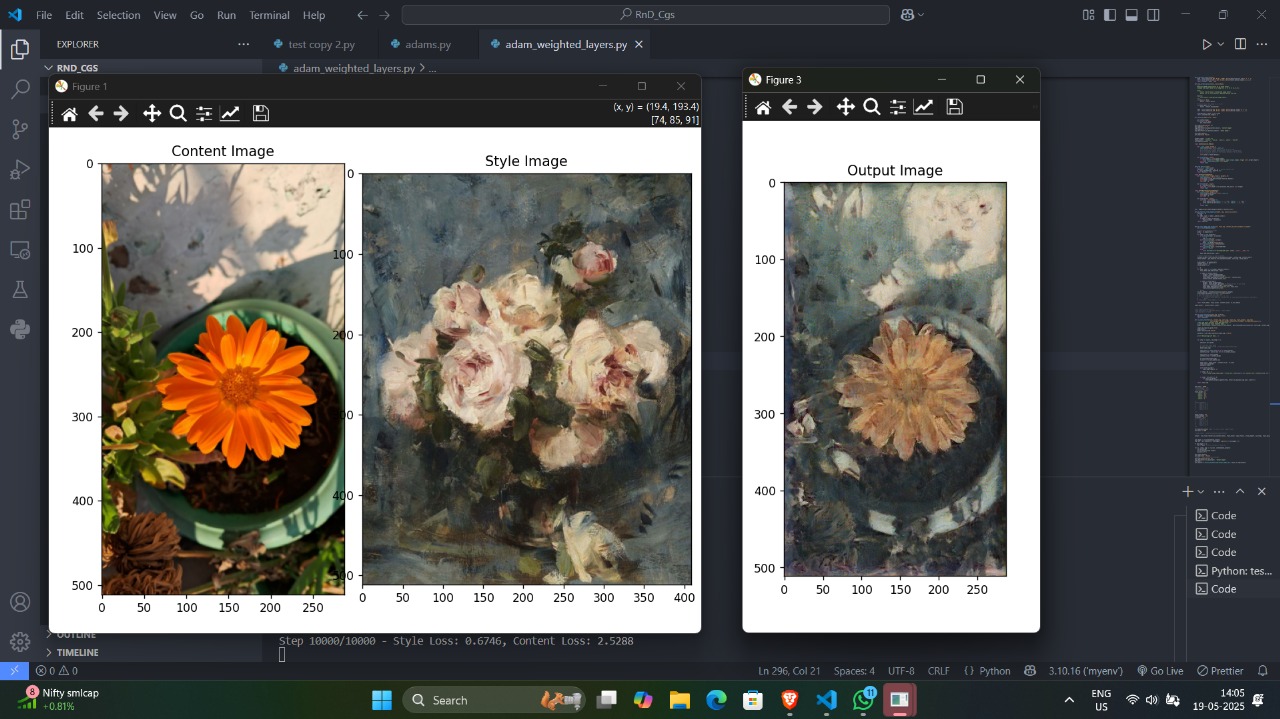 File Edit Selection View Go Run Terminal Help
RnD_Cgs
EXPLORER
test copy 2.py
adams.py
adam_weighted_layers.py
RND_CGS
adam_weighted_layers.py > ...
Figure 1
(x, y) = (19.4, 193.4)
[74, 85, 91]
Content Image
0
100
200
300
400
500
0 50 100 150 200 250
Style Image
0
100
200
300
400
500
0 50 100 150 200 250 300 350 400
Figure 3
Output Image
0
100
200
300
400
500
0 50 100 150 200 250
Code
Code
Code
Python: tes...
Code
OUTLINE
TIMELINE
Step 10000/10000 - Style Loss: 0.6746, Content Loss: 2.5288
0 0
Ln 296, Col 21 Spaces: 4 UTF-8 CRLF {} Python 3.10.16 ('myenv') Go Live Prettier
8
Nifty smlcap
+0.81%
Search
11
ENG
US
14:05
19-05-2025